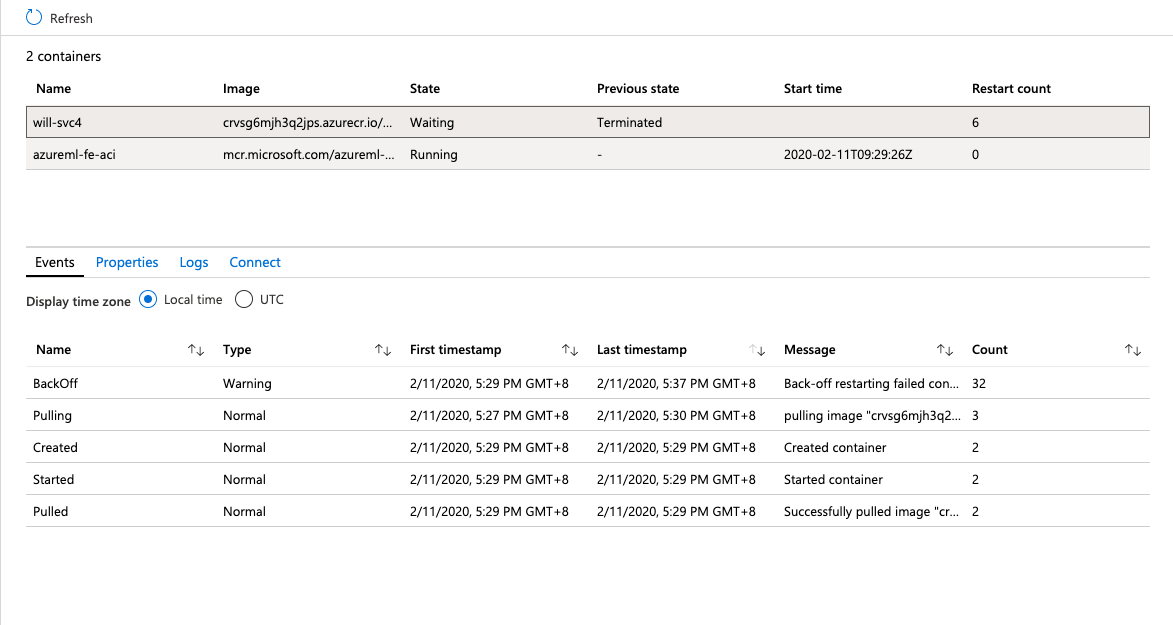 Refresh
2 containers
Name Image State Previous state Start time Restart count
will-svc4 crvsg6mjh3q2jps.azurecr.io/... Waiting Terminated 6
azureml-fe-aci mcr.microsoft.com/azureml-... Running - 2020-02-11T09:29:26Z 0
Events Properties Logs Connect
Display time zone Local time UTC
Name Type First timestamp Last timestamp Message Count
BackOff Warning 2/11/2020, 5:29 PM GMT+8 2/11/2020, 5:37 PM GMT+8 Back-off restarting failed con... 32
Pulling Normal 2/11/2020, 5:27 PM GMT+8 2/11/2020, 5:30 PM GMT+8 pulling image "crvsg6mjh3q2... 3
Created Normal 2/11/2020, 5:29 PM GMT+8 2/11/2020, 5:29 PM GMT+8 Created container 2
Started Normal 2/11/2020, 5:29 PM GMT+8 2/11/2020, 5:29 PM GMT+8 Started container 2
Pulled Normal 2/11/2020, 5:29 PM GMT+8 2/11/2020, 5:29 PM GMT+8 Successfully pulled image "cr... 2